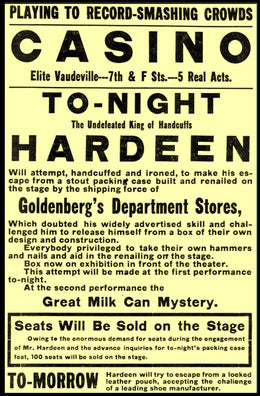 PLAYING TO RECORD-SMASHING CROWDS
CASINO
Elite Vaudeville---7th & F Sts.---5 Real Acts.
TO-NIGHT
The Undefeated King of Handcuffs
HARDEEN
Will attempt, handcuffed and ironed, to make his es-
cape from a stout packing case built and renailed on
the stage by the shipping force of
Goldenberg's Department Stores,
Which doubted his widely advertised skill and chal-
lenged him to release himself from a box of their own
design and construction.
Everybody privileged to take their own hammers
and nails and aid in the renailing on the stage.
Box now on exhibition in front of the theater.
This attempt will be made at the first performance
to-night.
At the second performance the
Great Milk Can Mystery.
Seats Will Be Sold on the Stage
Owing to the enormous demand for seats during the engagement
of Mr. Hardeen and the advance inquiries for to-night's packing case
feat, 100 seats will be sold on the stage.
TO-MORROW Hardeen will try to escape from a locked
leather pouch, accepting the challenge
of a leading shoe manufacturer.